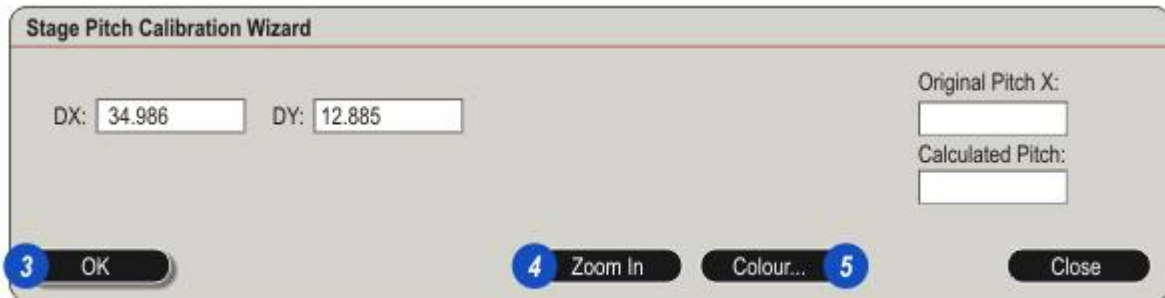 Stage Pitch Calibration Wizard
Original Pitch X:
DX: 34.986 DY: 12.885
Calculated Pitch:
3 OK 4 Zoom In Colour... 5 Close